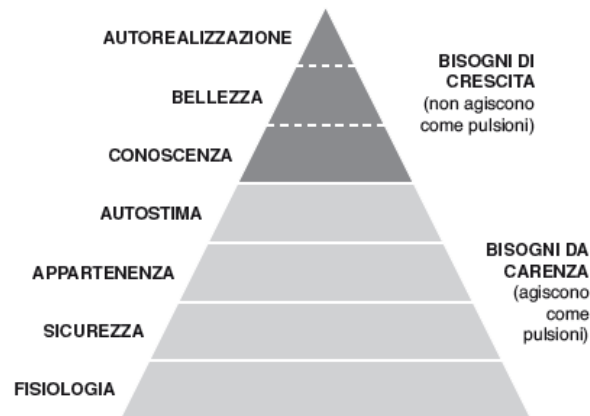 AUTOREALIZZAZIONE
BELLEZZA
CONOSCENZA
AUTOSTIMA
APPARTENENZA
SICUREZZA
FISIOLOGIA
BISOGNI DI
CRESCITA
(non agiscono
come pulsioni)
BISOGNI DA
CARENZA
(agiscono
come
pulsioni)